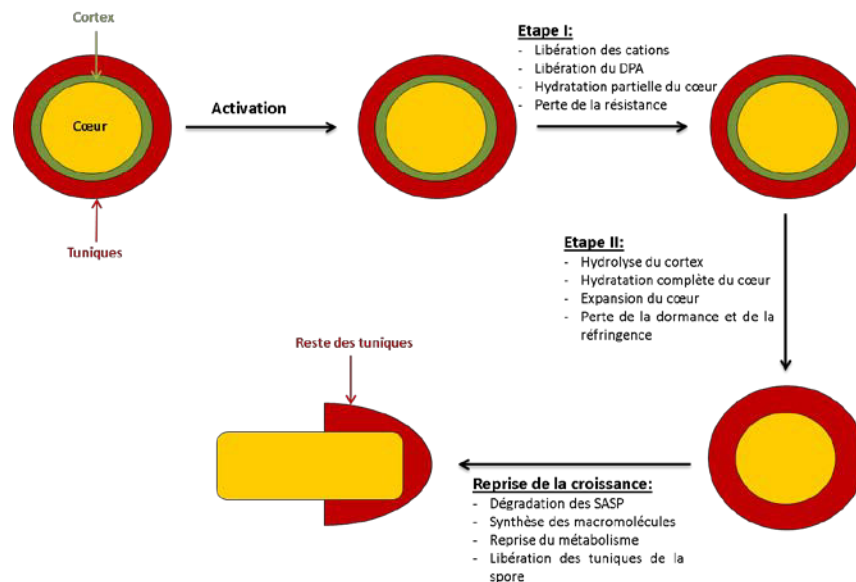 Cortex
Cœur
Tuniques
Activation
Etape I:
- Libération des cations
- Libération du DPA
- Hydratation partielle du cœur
- Perte de la résistance
Etape II:
- Hydrolyse du cortex
- Hydratation complète du cœur
- Expansion du cœur
- Perte de la dormance et de la
réfringence
Reste des tuniques
Reprise de la croissance:
- Dégradation des SASP
- Synthèse des macromolécules
- Reprise du métabolisme
- Libération des tuniques de la
spore